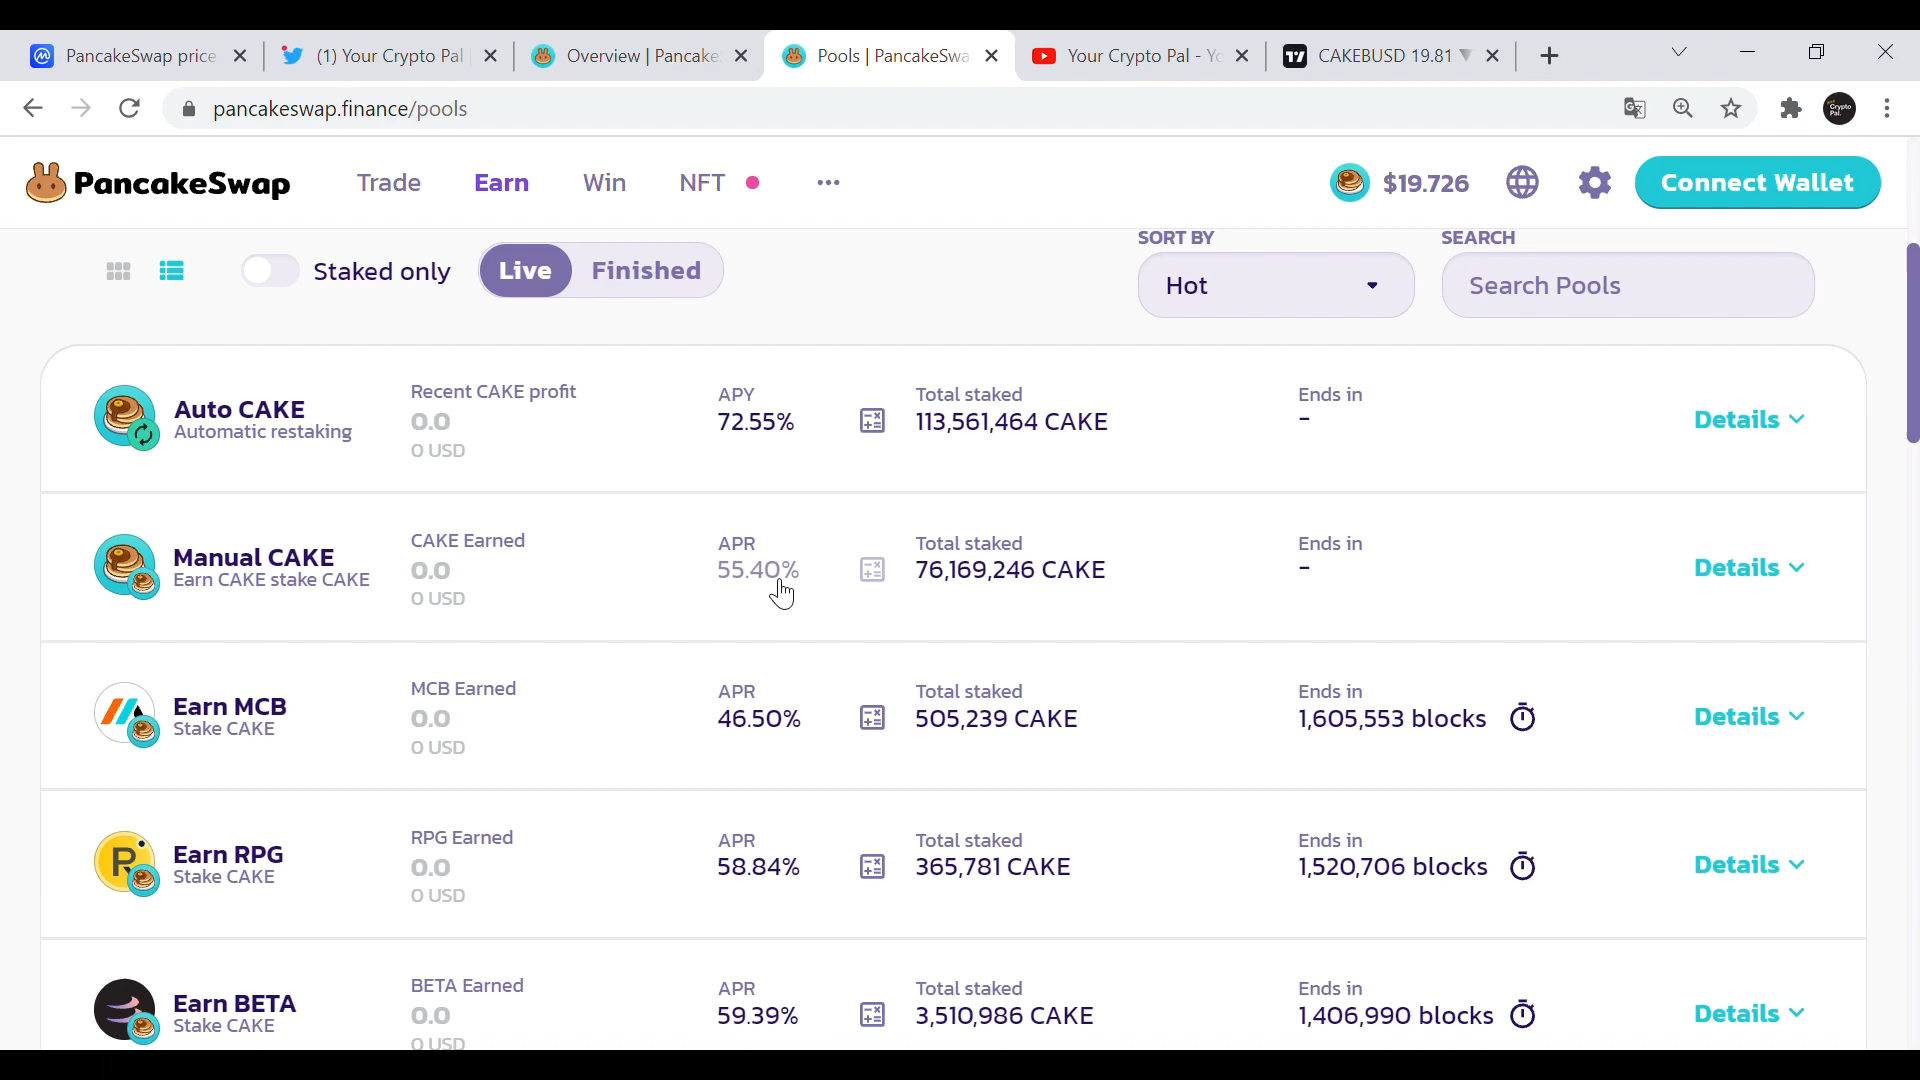 PancakeSwap price
(1) Your Crypto Pal
Overview | Pancake
Pools | PancakeSwa
Your Crypto Pal - Yo
CAKEBUSD 19.81 ▼
pancakeswap.finance/pools
Crypto
Pal.
PancakeSwap
Trade
Earn
Win
NFT
$19.726
Connect Wallet
Staked only
Live
Finished
SORT BY
Hot
SEARCH
Search Pools
Auto CAKE
Automatic restaking
Recent CAKE profit
0.0
0 USD
APY
72.55%
Total staked
113,561,464 CAKE
Ends in
-
Details
Manual CAKE
Earn CAKE stake CAKE
CAKE Earned
0.0
0 USD
APR
55.40%
Total staked
76,169,246 CAKE
Ends in
-
Details
Earn MCB
Stake CAKE
MCB Earned
0.0
0 USD
APR
46.50%
Total staked
505,239 CAKE
Ends in
1,605,553 blocks
Details
Earn RPG
Stake CAKE
RPG Earned
0.0
0 USD
APR
58.84%
Total staked
365,781 CAKE
Ends in
1,520,706 blocks
Details
Earn BETA
Stake CAKE
BETA Earned
0.0
0 USD
APR
59.39%
Total staked
3,510,986 CAKE
Ends in
1,406,990 blocks
Details